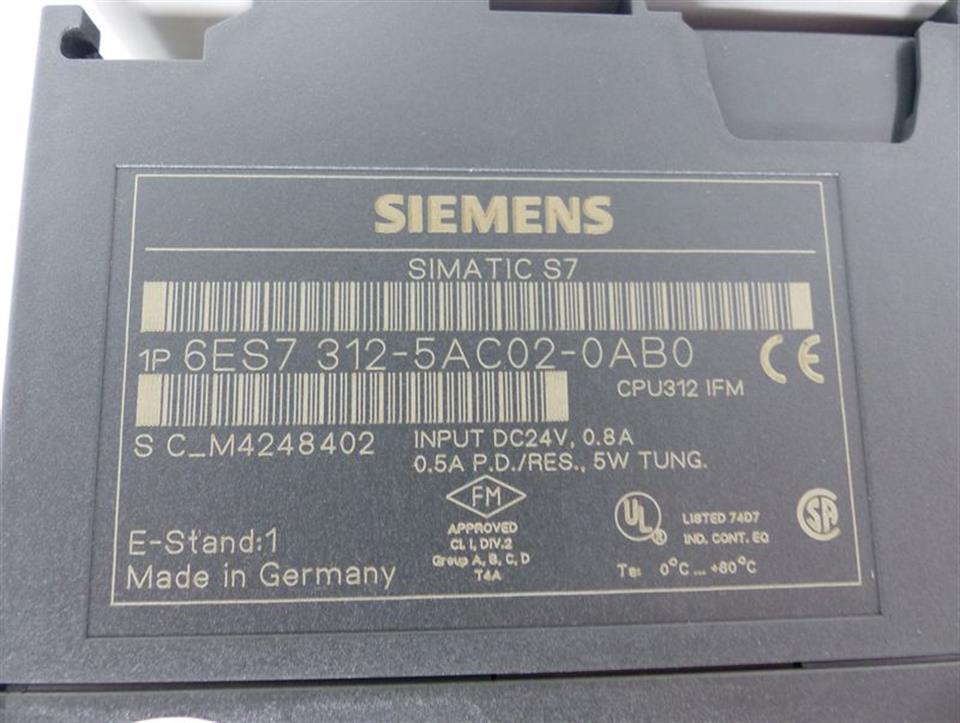 SIEMENS
SIMATIC S7
1P 6ES7 312-5AC02-0AB0
CE
CPU312 IFM
S C_M4248402
INPUT DC24V, 0.8A
0.5A P.D./RES., 5W TUNG.
FM
APPROVED
CL I, DIV.2
Group A, B, C, D
T4A
UL®
LISTED 74D7
IND. CONT. EQ
SA
E-Stand:1
Made in Germany
Ta: 0°C ... +60°C